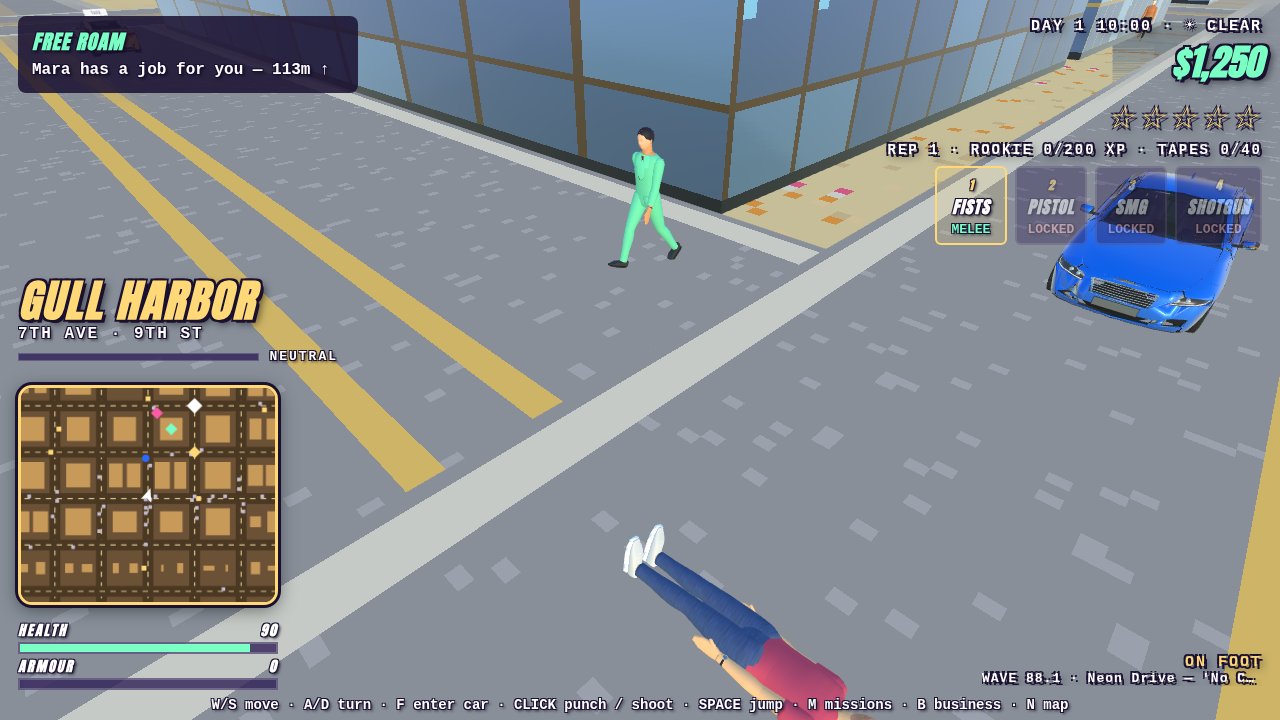 FREE ROAM
Mara has a job for you — 113m ↑
DAY 1 10:00 · ☀ CLEAR
$1,250
REP 1 · ROOKIE 0/200 XP · TAPES 0/40
1
FISTS
MELEE
2
PISTOL
LOCKED
3
SMG
LOCKED
4
SHOTGUN
LOCKED
GULL HARBOR
7TH AVE · 9TH ST
NEUTRAL
HEALTH 90
ARMOUR 0
ON FOOT
WAVE 88.1 · Neon Drive — 'No C…
W/S move · A/D turn · F enter car · CLICK punch / shoot · SPACE jump · M missions · B business · N map